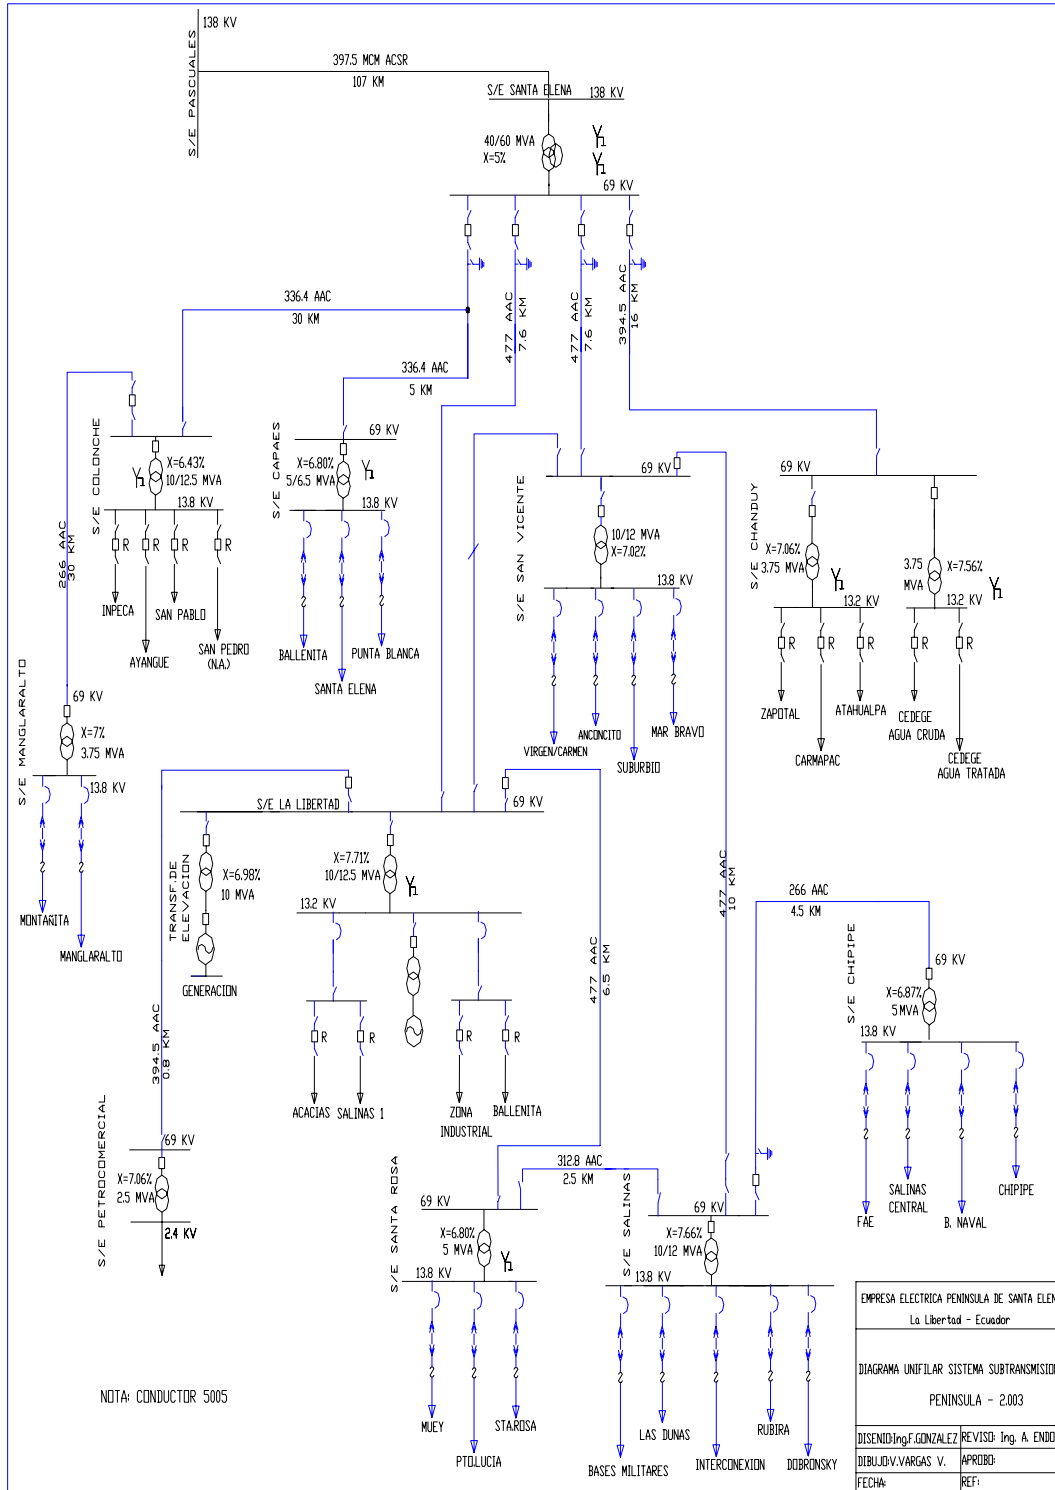 138 KV
S/E PASCUALES
397.5 MCM ACSR
107 KM
S/E SANTA ELENA 138 KV
40/60 MVA
X=5%
69 KV
336.4 AAC
30 KM
477 AAC
7.6 KM
477 AAC
7.6 KM
394.5 AAC
16 KM
336.4 AAC
5 KM
S/E COLONCHE
X=6.43%
10/12.5 MVA
13.8 KV
R
R
R
R
INPECA
AYANGUE
SAN PABLO
SAN PEDRO
(N.A.)
266 AAC
30 KM
S/E CAPAES
69 KV
X=6.80%
5/6.5 MVA
13.8 KV
BALLENITA
SANTA ELENA
PUNTA BLANCA
S/E SAN VICENTE
69 KV
10/12 MVA
X=7.02%
13.8 KV
VIRGEN/CARMEN
ANCONCITO
SUBURBIO
MAR BRAVO
S/E CHANDUY
69 KV
X=7.06%
3.75 MVA
13.2 KV
3.75
MVA
X=7.56%
13.2 KV
R
R
R
R
R
ZAPOTAL
CARMAPAC
ATAHUALPA
CEDEGE
AGUA CRUDA
CEDEGE
AGUA TRATADA
S/E MANGLARALTO
69 KV
X=7%
3.75 MVA
13.8 KV
MONTAÑITA
MANGLARALTO
S/E LA LIBERTAD
69 KV
TRANSF.DE
ELEVACION
X=6.98%
10 MVA
GENERACION
X=7.71%
10/12.5 MVA
13.2 KV
R
R
R
R
ACACIAS
SALINAS 1
ZONA
INDUSTRIAL
BALLENITA
477 AAC
6.5 KM
477 AAC
10 KM
266 AAC
4.5 KM
S/E CHIPIPE
69 KV
X=6.87%
5 MVA
13.8 KV
FAE
SALINAS
CENTRAL
B. NAVAL
CHIPIPE
394.5 AAC
0.8 KM
S/E PETROCOMERCIAL
69 KV
X=7.06%
2.5 MVA
2.4 KV
S/E SANTA ROSA
69 KV
X=6.80%
5 MVA
13.8 KV
MUEY
PTO.LUCIA
STA.ROSA
312.8 AAC
2.5 KM
S/E SALINAS
69 KV
X=7.66%
10/12 MVA
13.8 KV
BASES MILITARES
LAS DUNAS
INTERCONEXION
RUBIRA
DOBRONSKY
NOTA: CONDUCTOR 5005
EMPRESA ELECTRICA PENINSULA DE SANTA ELEN
La Libertad - Ecuador
DIAGRAMA UNIFILAR SISTEMA SUBTRANSMISIO
PENINSULA - 2.003
DISENIO:Ing.F.GONZALEZ
REVISO: Ing. A. ENDO
DIBUJO:V.VARGAS V.
APROBO:
FECHA:
REF: